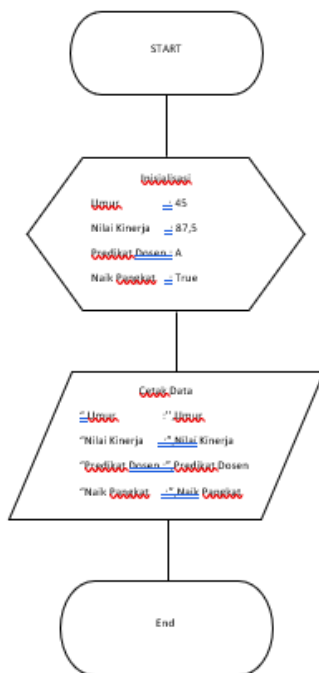 START
Inisialisasi
Umur : 45
Nilai Kinerja : 87,5
Predikat Dosen : A
Naik Pangkat : True
Cetak Data
“ Umur :” Umur
“Nilai Kinerja :”,Nilai Kinerja
“Predikat Dosen :” Predikat Dosen
“Naik Pangkat :”,Naik Pangkat
End